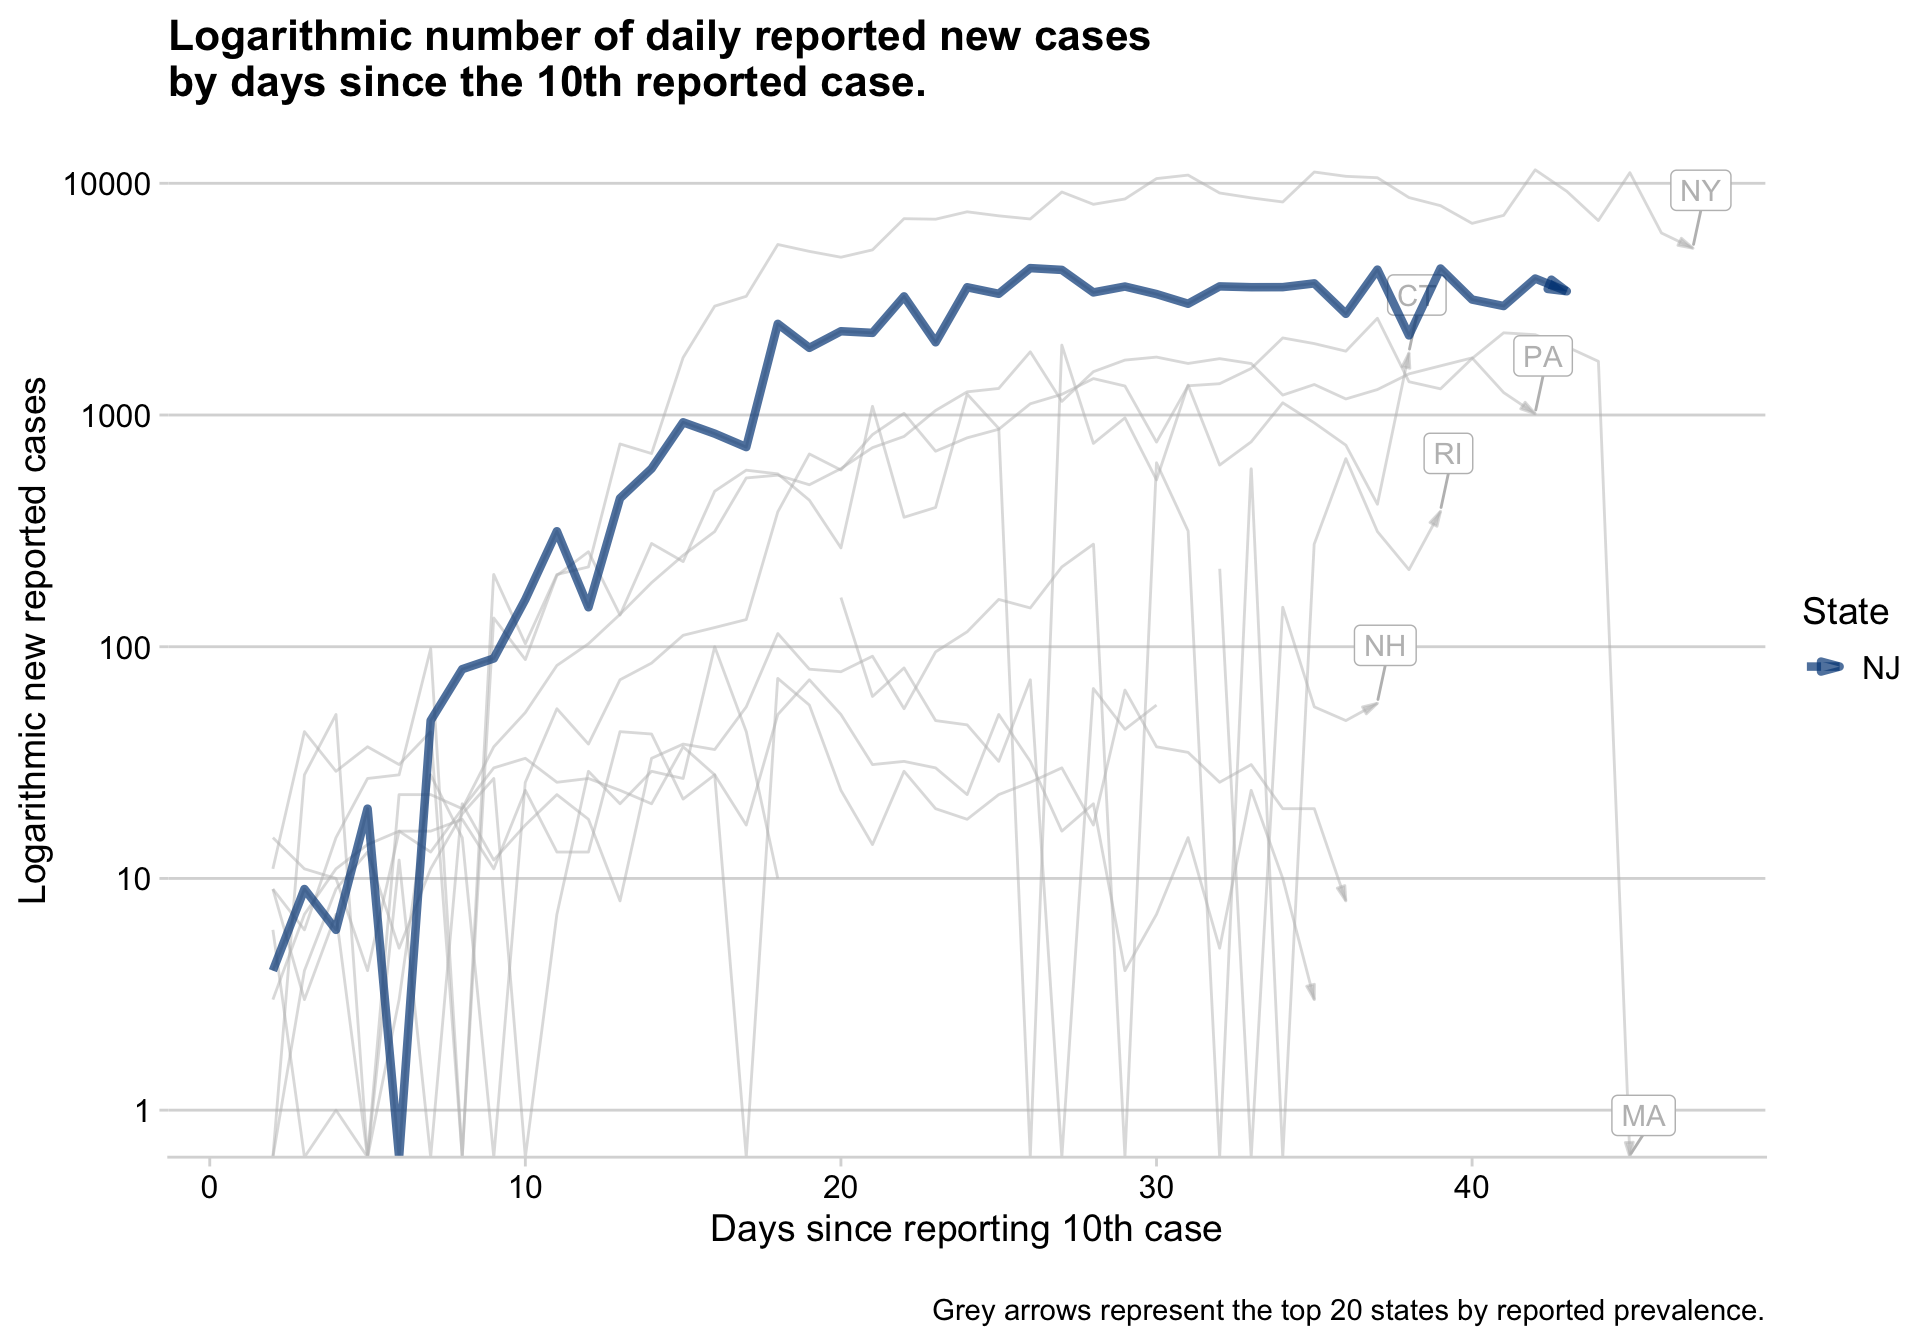 Logarithmic number of daily reported new cases
by days since the 10th reported case.
Logarithmic new reported cases
10000
1000
100
10
1
NY
CT
PA
RI
NH
MA
State
NJ
0 10 20 30 40
Days since reporting 10th case
Grey arrows represent the top 20 states by reported prevalence.